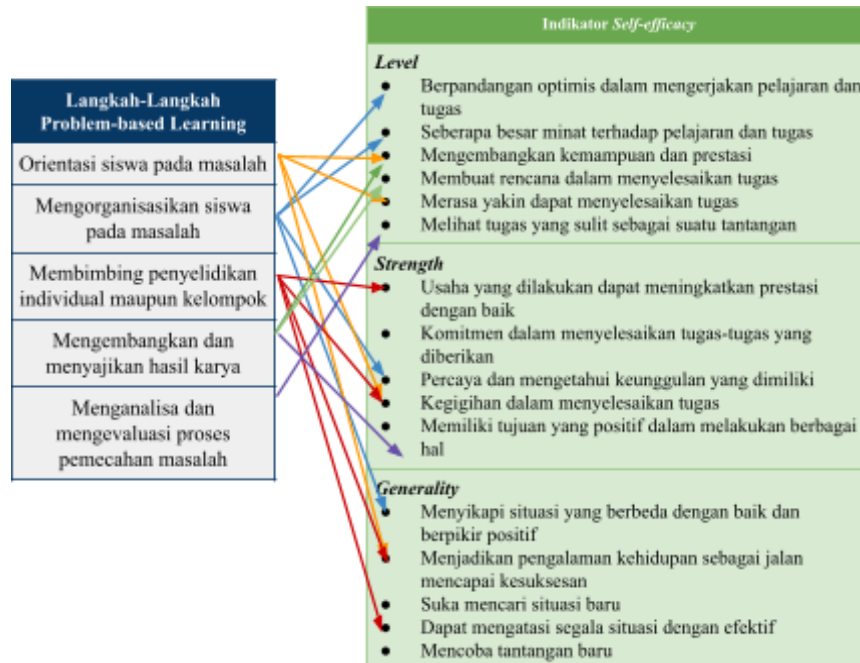 Langkah-Langkah
Problem-based Learning
Orientasi siswa pada masalah
Mengorganisasikan siswa
pada masalah
Membimbing penyelidikan
individual maupun kelompok
Mengembangkan dan
menyajikan hasil karya
Menganalisa dan
mengevaluasi proses
pemecahan masalah
Indikator Self-efficacy
Level
Berpandangan optimis dalam mengerjakan pelajaran dan
tugas
Seberapa besar minat terhadap pelajaran dan tugas
Mengembangkan kemampuan dan prestasi
Membuat rencana dalam menyelesaikan tugas
Merasa yakin dapat menyelesaikan tugas
Melihat tugas yang sulit sebagai suatu tantangan
Strength
Usaha yang dilakukan dapat meningkatkan prestasi
dengan baik
Komitmen dalam menyelesaikan tugas-tugas yang
diberikan
Percaya dan mengetahui keunggulan yang dimiliki
Kegigihan dalam menyelesaikan tugas
Memiliki tujuan yang positif dalam melakukan berbagai
hal
Generality
Menyikapi situasi yang berbeda dengan baik dan
berpikir positif
Menjadikan pengalaman kehidupan sebagai jalan
mencapai kesuksesan
Suka mencari situasi baru
Dapat mengatasi segala situasi dengan efektif
Mencoba tantangan baru